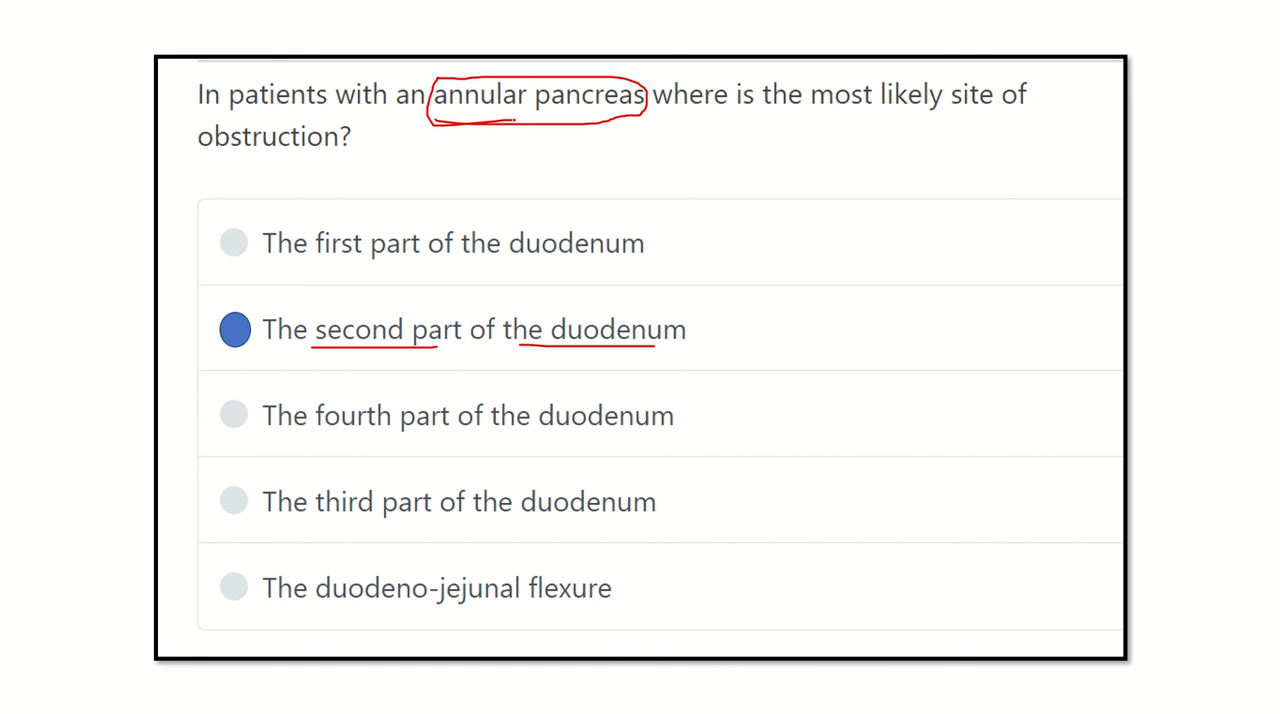 In patients with an annular pancreas where is the most likely site of
obstruction?
The first part of the duodenum
The second part of the duodenum
The fourth part of the duodenum
The third part of the duodenum
The duodeno-jejunal flexure